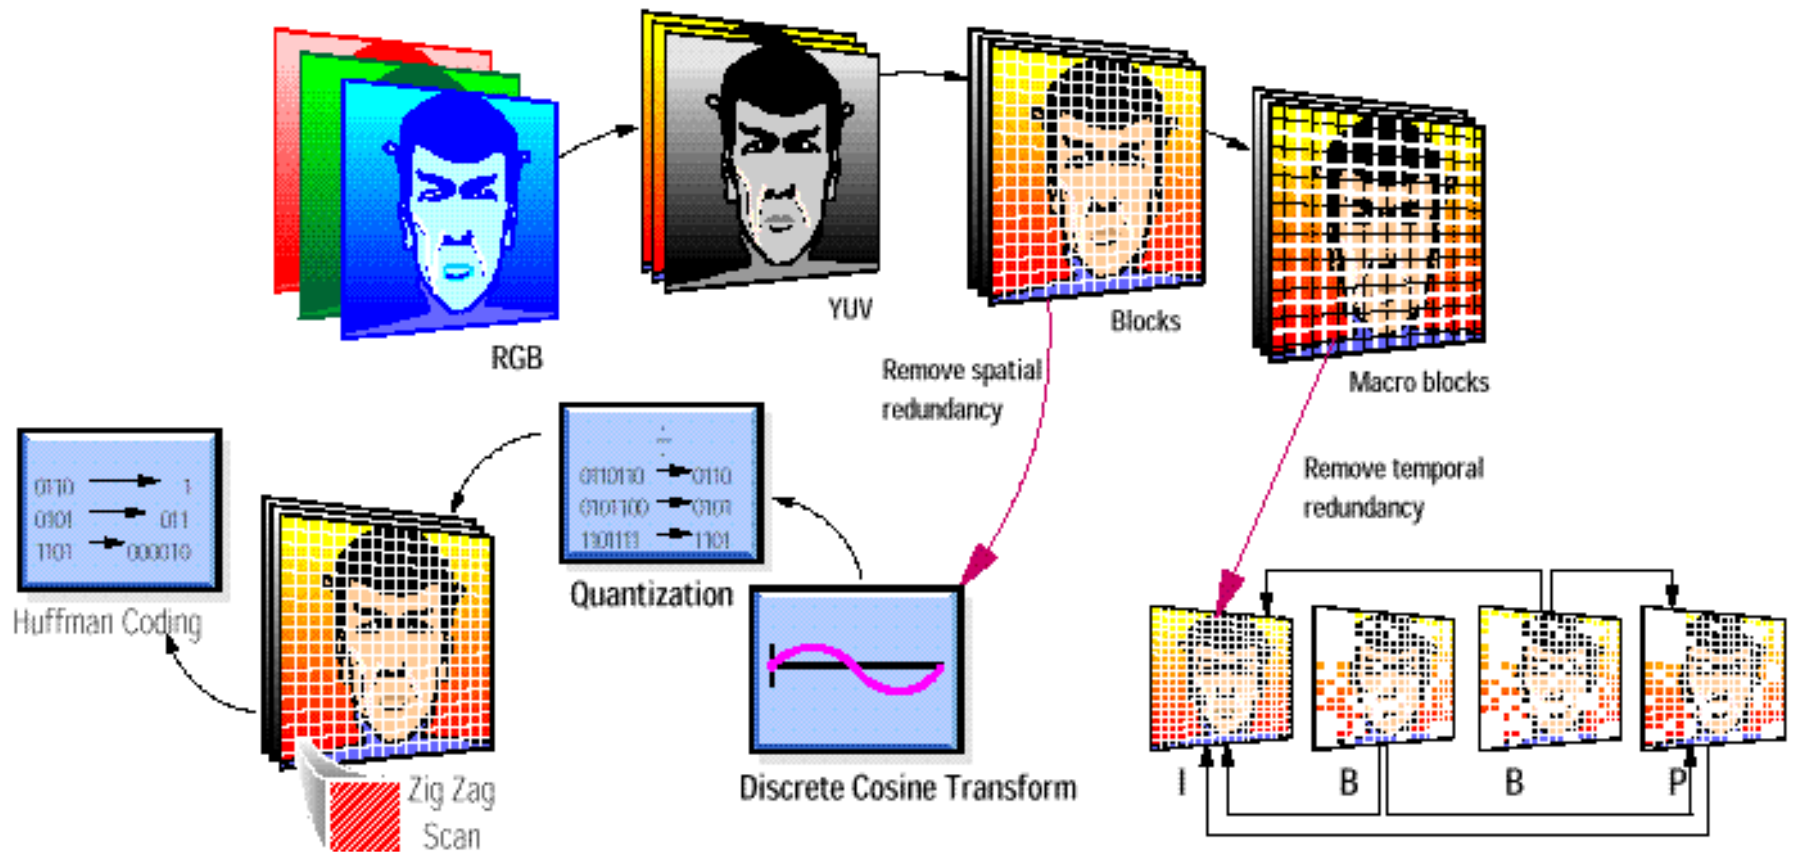 RGB
YUV
Blocks
Macro blocks
Remove spatial
redundancy
Remove temporal
redundancy
0110 1
0101 011
1101 000010
Huffman Coding
0110110 0110
0101100 0101
1101111 1101
Quantization
Discrete Cosine Transform
Zig Zag
Scan
I B B P